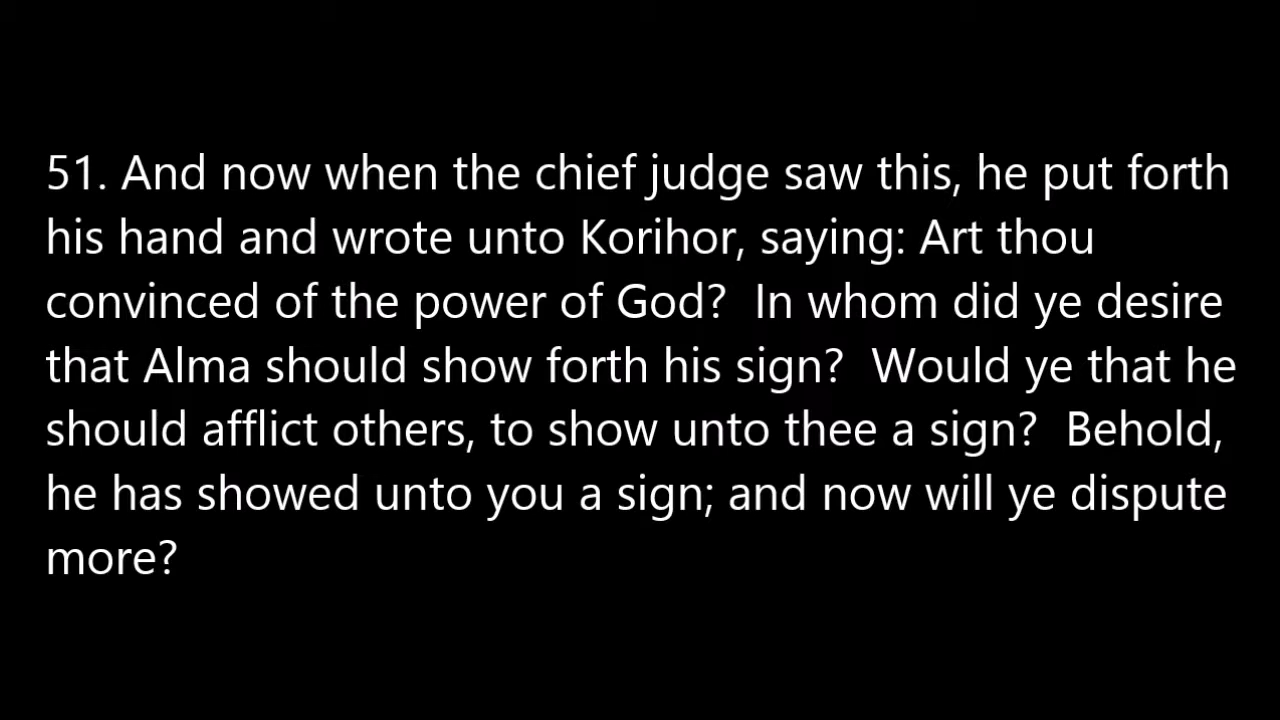 51. And now when the chief judge saw this, he put forth
his hand and wrote unto Korihor, saying: Art thou
convinced of the power of God?  In whom did ye desire
that Alma should show forth his sign?  Would ye that he
should afflict others, to show unto thee a sign?  Behold,
he has showed unto you a sign; and now will ye dispute
more?